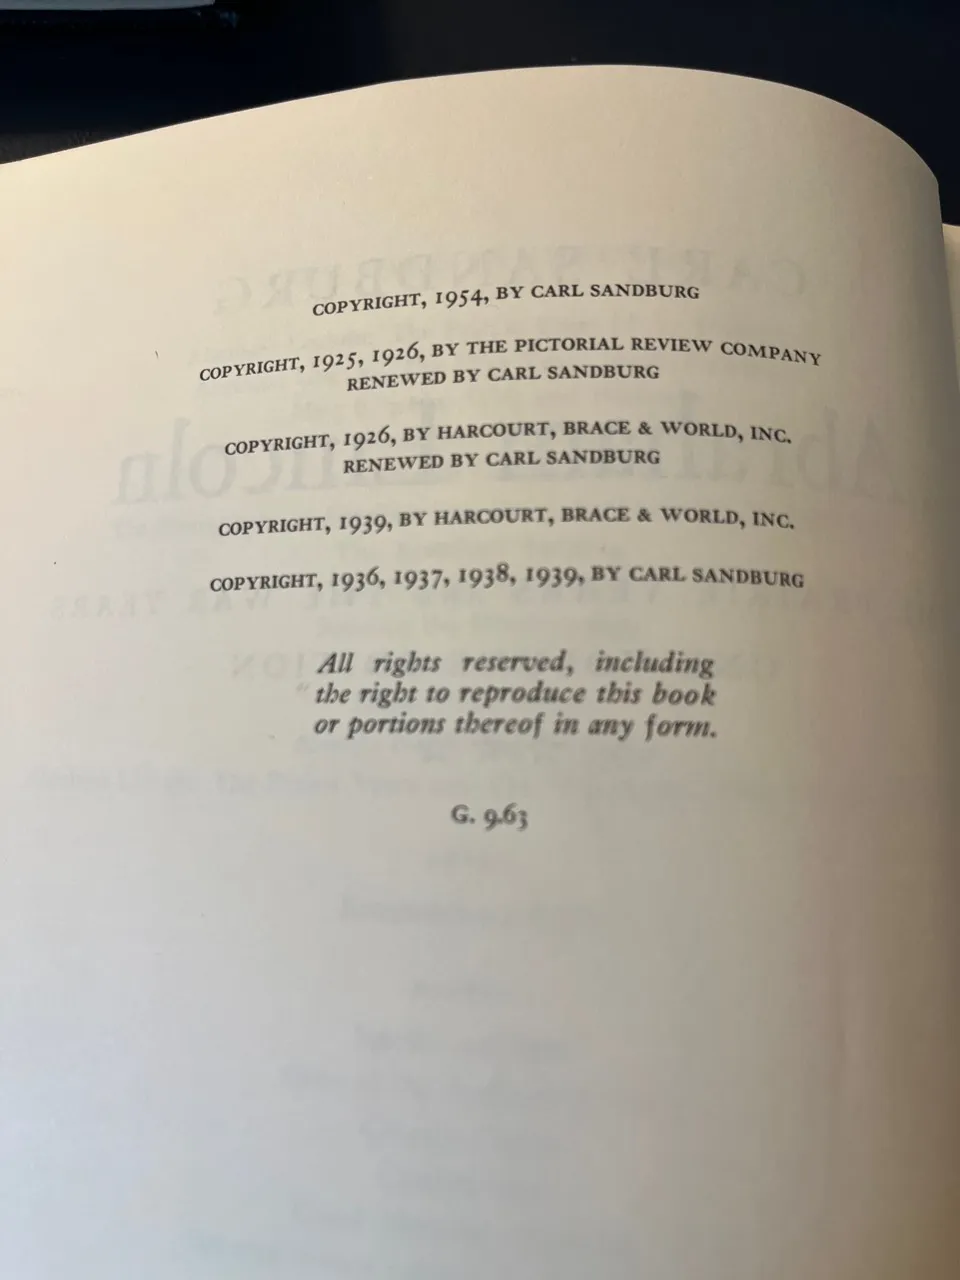 COPYRIGHT, 1954, BY CARL SANDBURG
COPYRIGHT, 1925, 1926, BY THE PICTORIAL REVIEW COMPANY
RENEWED BY CARL SANDBURG
COPYRIGHT, 1926, BY HARCOURT, BRACE & WORLD, INC.
RENEWED BY CARL SANDBURG
COPYRIGHT, 1939, BY HARCOURT, BRACE & WORLD, INC.
COPYRIGHT, 1936, 1937, 1938, 1939, BY CARL SANDBURG
All rights reserved, including
the right to reproduce this book
or portions thereof in any form.
G. 9.63